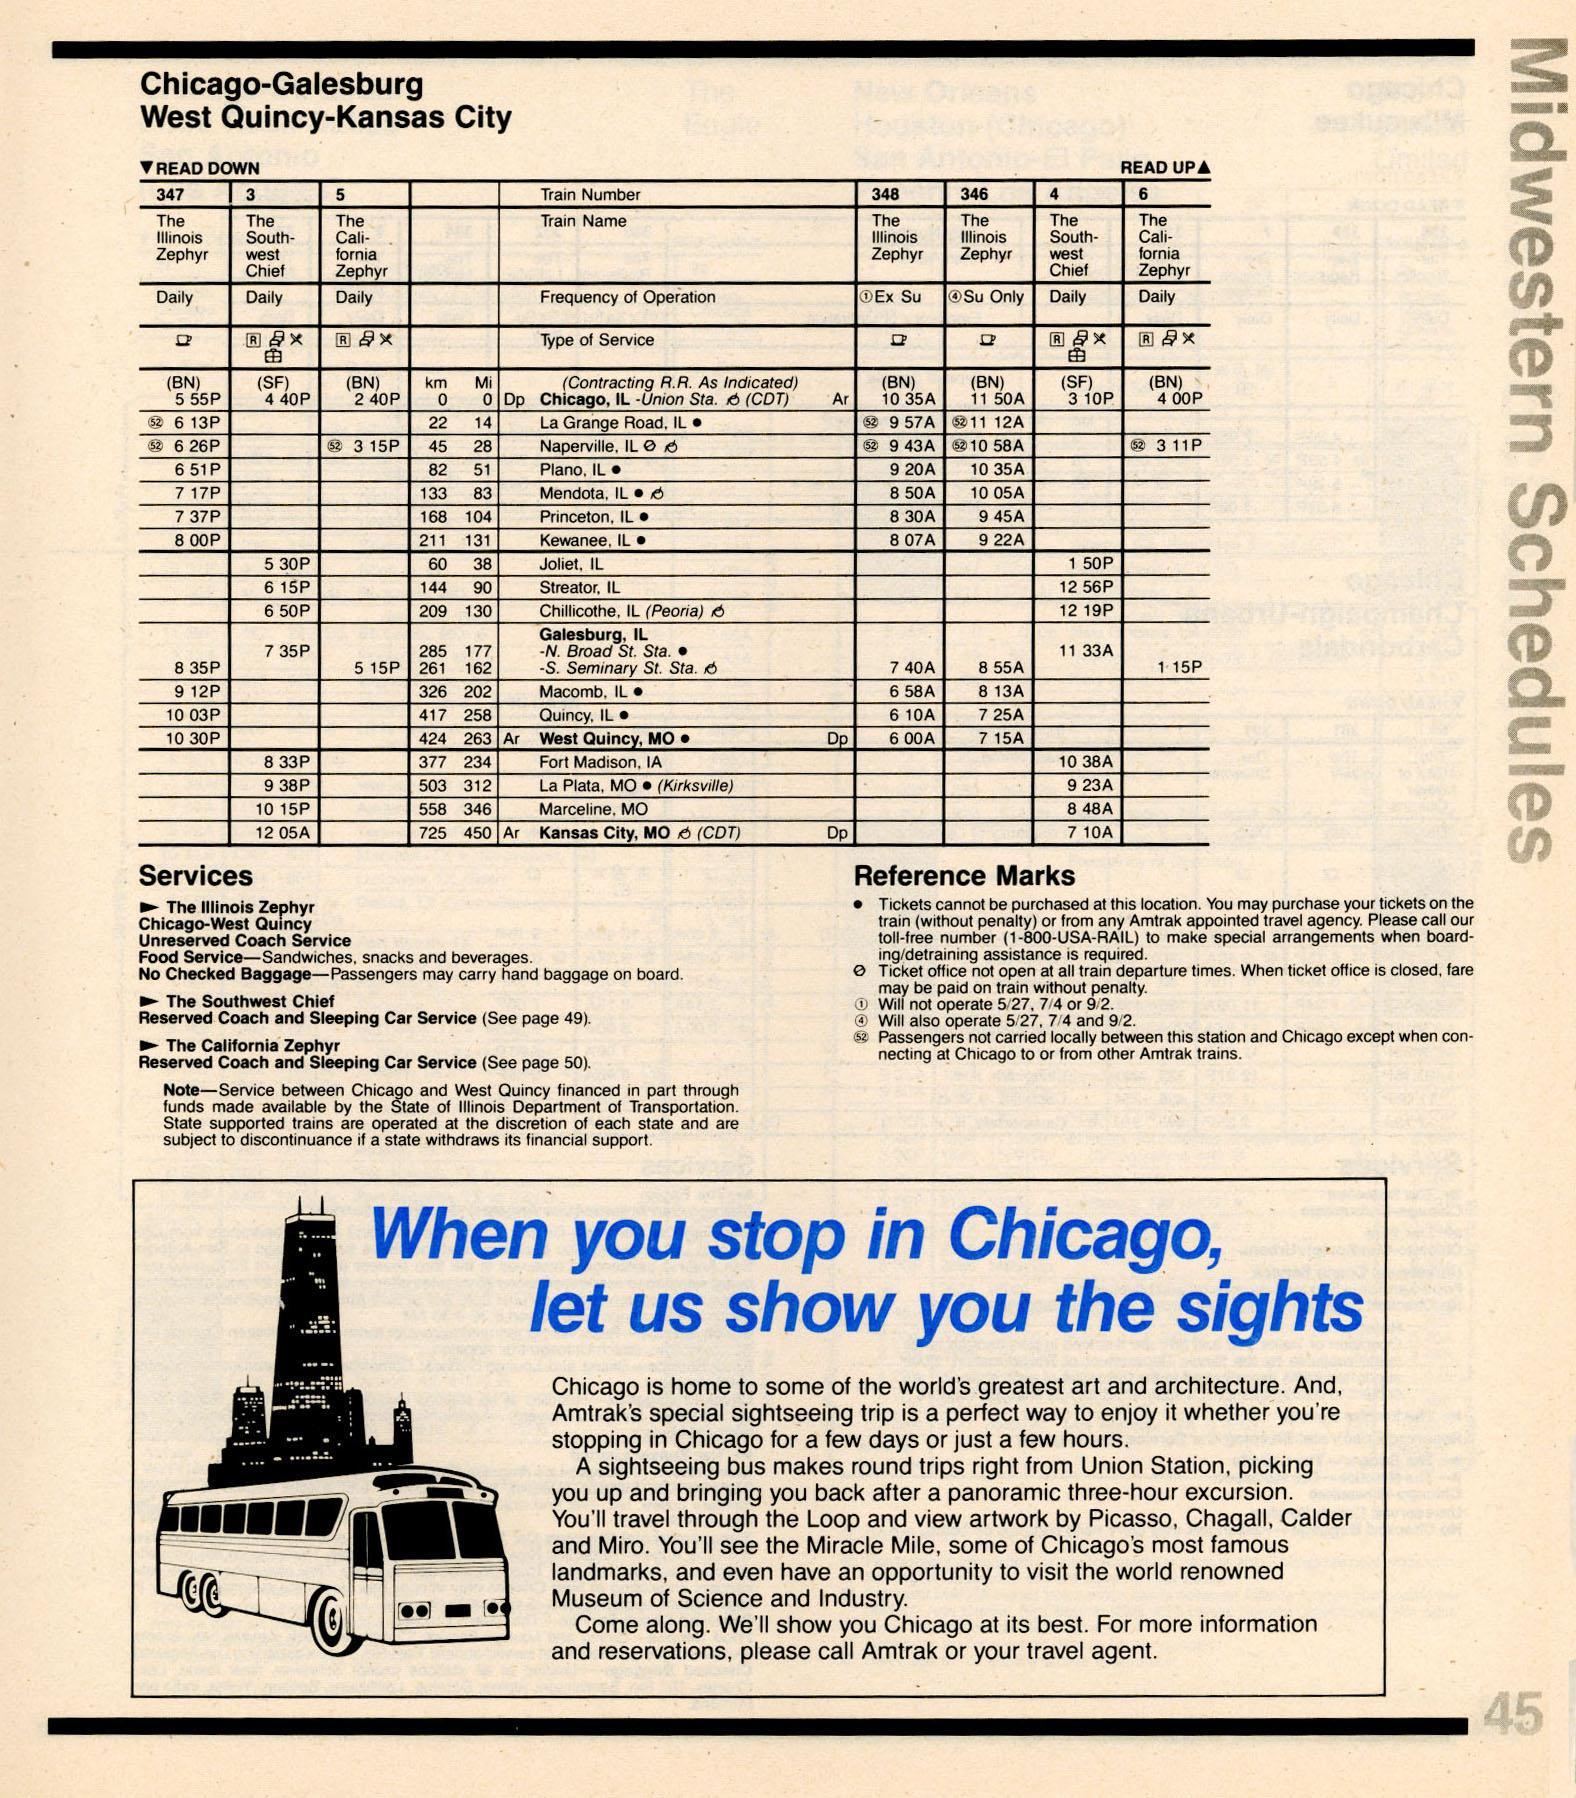 Midwestern Schedules
Chicago-Galesburg
West Quincy-Kansas City
▼READ DOWN READ UP▲
347 3 5 Train Number 348 346 4 6
The Illinois Zephyr The South-west Chief The Cali-fornia Zephyr Train Name The Illinois Zephyr The Illinois Zephyr The South-west Chief The Cali-fornia Zephyr
Daily Daily Daily Frequency of Operation ①Ex Su ④Su Only Daily Daily
R R Type of Service R R
(BN) (SF) (BN) km Mi (Contracting R.R. As Indicated) (BN) (BN) (SF) (BN)
5 55P 4 40P 2 40P 0 0 Dp Chicago, IL -Union Sta. (CDT) Ar 10 35A 11 50A 3 10P 4 00P
㊾ 6 13P 22 14 La Grange Road, IL ● 52 9 57A 52 11 12A
52 6 26P 52 3 15P 45 28 Naperville, IL ⊘ 52 9 43A 52 10 58A 52 3 11P
6 51P 82 51 Plano, IL ● 9 20A 10 35A
7 17P 133 83 Mendota, IL ● 8 50A 10 05A
7 37P 168 104 Princeton, IL ● 8 30A 9 45A
8 00P 211 131 Kewanee, IL ● 8 07A 9 22A
5 30P 60 38 Joliet, IL 1 50P
6 15P 144 90 Streator, IL 12 56P
6 50P 209 130 Chillicothe, IL (Peoria) 12 19P
Galesburg, IL
7 35P 285 177 -N. Broad St. Sta. ● 11 33A
8 35P 5 15P 261 162 -S. Seminary St. Sta. 7 40A 8 55A 1 15P
9 12P 326 202 Macomb, IL ● 6 58A 8 13A
10 03P 417 258 Quincy, IL ● 6 10A 7 25A
10 30P 424 263 Ar West Quincy, MO ● Dp 6 00A 7 15A
8 33P 377 234 Fort Madison, IA 10 38A
9 38P 503 312 La Plata, MO ● (Kirksville) 9 23A
10 15P 558 346 Marceline, MO 8 48A
12 05A 725 450 Ar Kansas City, MO (CDT) Dp 7 10A
Services
► The Illinois Zephyr
Chicago-West Quincy
Unreserved Coach Service
Food Service—Sandwiches, snacks and beverages.
No Checked Baggage—Passengers may carry hand baggage on board.
► The Southwest Chief
Reserved Coach and Sleeping Car Service (See page 49).
► The California Zephyr
Reserved Coach and Sleeping Car Service (See page 50).
Note—Service between Chicago and West Quincy financed in part through
funds made available by the State of Illinois Department of Transportation.
State supported trains are operated at the discretion of each state and are
subject to discontinuance if a state withdraws its financial support.
Reference Marks
● Tickets cannot be purchased at this location. You may purchase your tickets on the
train (without penalty) or from any Amtrak appointed travel agency. Please call our
toll-free number (1-800-USA-RAIL) to make special arrangements when board-
ing/detraining assistance is required.
⊘ Ticket office not open at all train departure times. When ticket office is closed, fare
may be paid on train without penalty.
① Will not operate 5/27, 7/4 or 9/2.
④ Will also operate 5/27, 7/4 and 9/2.
52 Passengers not carried locally between this station and Chicago except when con-
necting at Chicago to or from other Amtrak trains.
When you stop in Chicago,
let us show you the sights
Chicago is home to some of the world's greatest art and architecture. And,
Amtrak's special sightseeing trip is a perfect way to enjoy it whether you're
stopping in Chicago for a few days or just a few hours.
A sightseeing bus makes round trips right from Union Station, picking
you up and bringing you back after a panoramic three-hour excursion.
You'll travel through the Loop and view artwork by Picasso, Chagall, Calder
and Miro. You'll see the Miracle Mile, some of Chicago's most famous
landmarks, and even have an opportunity to visit the world renowned
Museum of Science and Industry.
Come along. We'll show you Chicago at its best. For more information
and reservations, please call Amtrak or your travel agent.
45